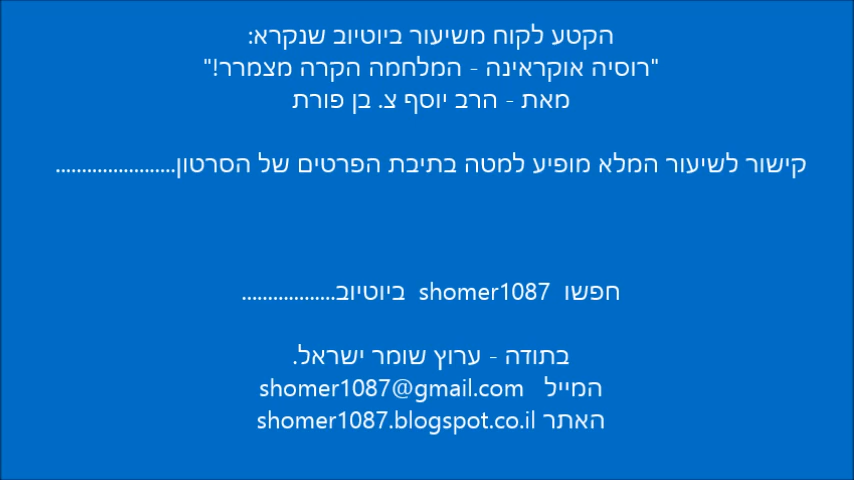 הקטע לקוח משיעור ביוטיוב שנקרא:
"רוסיה אוקראינה - המלחמה הקרה מצמרר!"
מאת - הרב יוסף צ. בן פורת
קישור לשיעור המלא מופיע למטה בתיבת הפרטים של הסרטון.......................
חפשו shomer1087 ביוטיוב..................
בתודה - ערוץ שומר ישראל.
המייל shomer1087@gmail.com
האתר shomer1087.blogspot.co.il